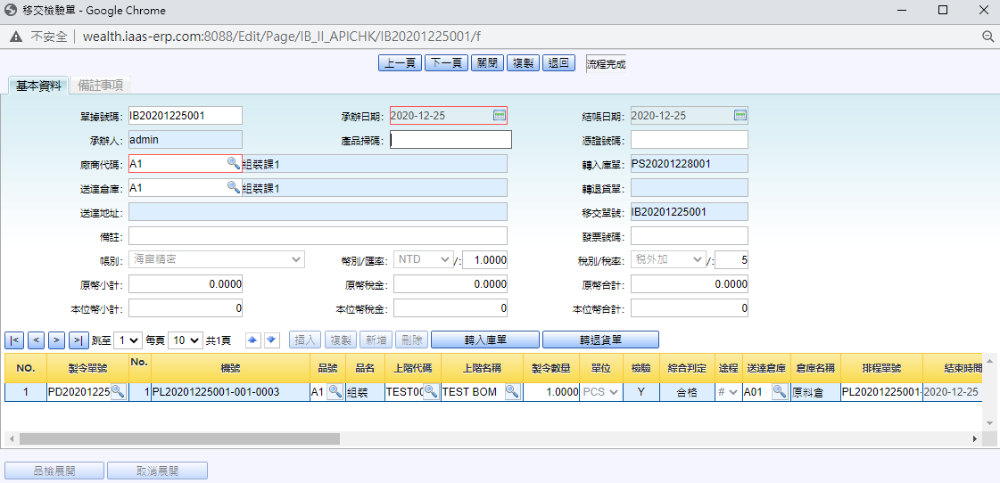 移交檢驗單 - Google Chrome
不安全 wealth.iaas-erp.com:8088/Edit/Page/IB_II_APICHK/IB20201225001/f
上一頁 下一頁 關閉 複製 退回 流程完成
基本資料 備註事項
單據號碼: IB20201225001 承辦日期: 2020-12-25 結帳日期: 2020-12-25
承辦人: admin 產品掃碼: 憑證號碼:
廠商代碼: A1 組裝課1 轉入庫單: PS20201228001
送達倉庫: A1 組裝課1 轉退貨單:
送達地址: 移交單號: IB20201225001
備註: 發票號碼:
帳別: 海富精密 幣別/匯率: NTD /: 1.0000 稅別/稅率: 稅外加 /: 5
原幣小計: 0.0000 原幣稅金: 0.0000 原幣合計: 0.0000
本位幣小計: 0 本位幣稅金: 0 本位幣合計: 0
|< < > >| 跳至 1 每頁 10 共1頁 插入 複製 新增 刪除 轉入庫單 轉退貨單
NO. 製令單號 No. 機號 品號 品名 上階代碼 上階名稱 製令數量 單位 檢驗 綜合判定 途程 送達倉庫 倉庫名稱 排程單號 結束時間
1 PD20201225 1 PL20201225001-001-0003 A1 組裝 TEST00 TEST BOM 1.0000 PCS Y 合格 # A01 原料倉 PL20201225001- 2020-12-25
品檢展開 取消展開